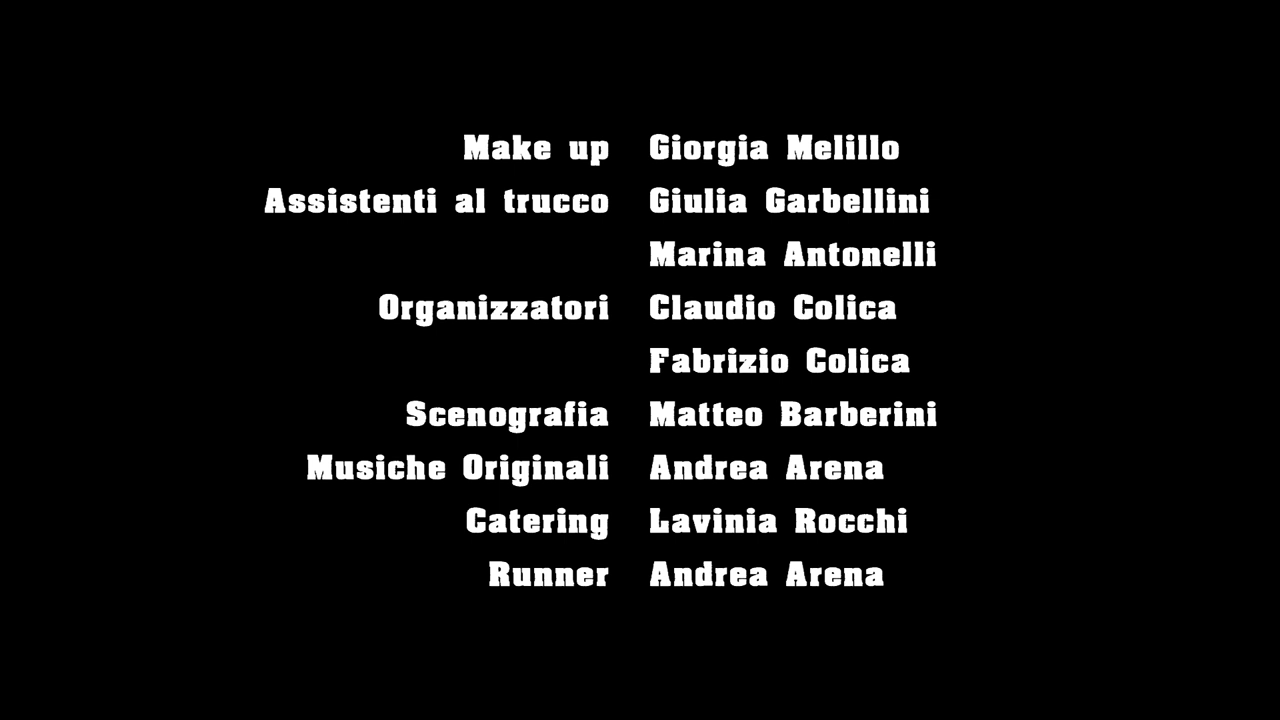 Make up Giorgia Melillo
Assistenti al trucco Giulia Garbellini
Marina Antonelli
Organizzatori Claudio Colica
Fabrizio Colica
Scenografia Matteo Barberini
Musiche Originali Andrea Arena
Catering Lavinia Rocchi
Runner Andrea Arena